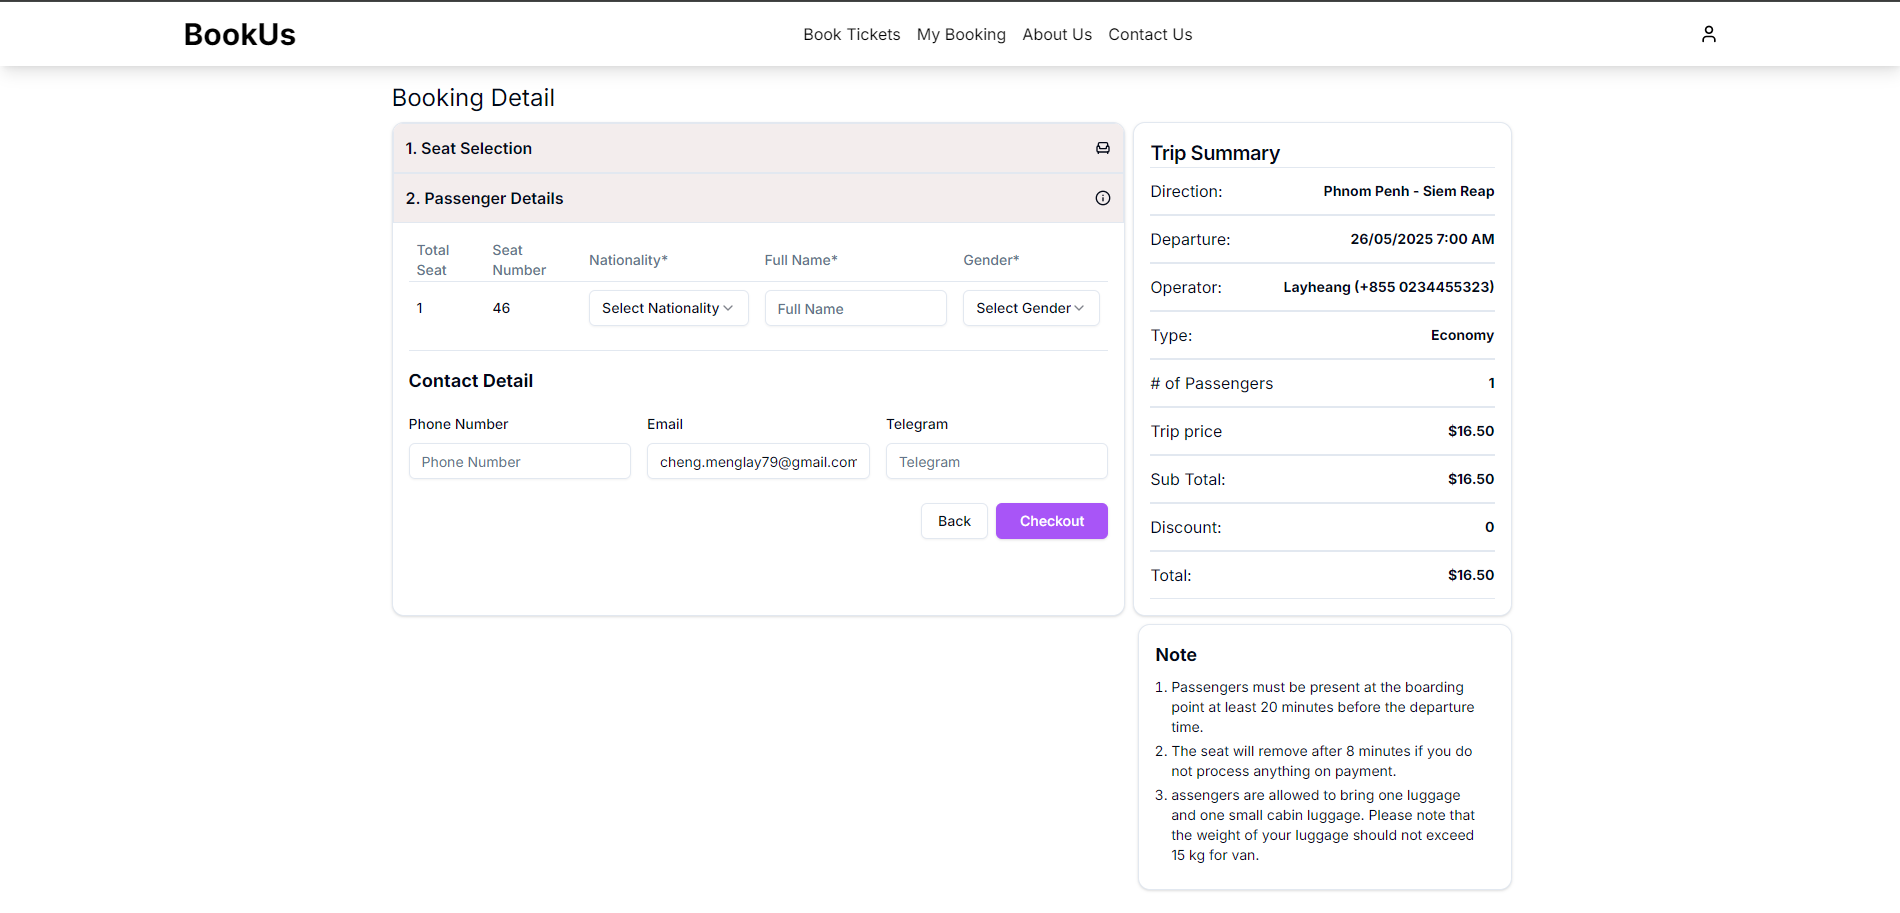 BookUs
Book Tickets My Booking About Us Contact Us
Booking Detail
1. Seat Selection
2. Passenger Details
Total Seat
Seat Number
Nationality*
Full Name*
Gender*
1
46
Select Nationality
Full Name
Select Gender
Contact Detail
Phone Number
Email
Telegram
Phone Number
cheng.menglay79@gmail.com
Telegram
Back
Checkout
Trip Summary
Direction: Phnom Penh - Siem Reap
Departure: 26/05/2025 7:00 AM
Operator: Layheang (+855 0234455323)
Type: Economy
# of Passengers 1
Trip price $16.50
Sub Total: $16.50
Discount: 0
Total: $16.50
Note
1. Passengers must be present at the boarding
point at least 20 minutes before the departure
time.
2. The seat will remove after 8 minutes if you do
not process anything on payment.
3. assengers are allowed to bring one luggage
and one small cabin luggage. Please note that
the weight of your luggage should not exceed
15 kg for van.